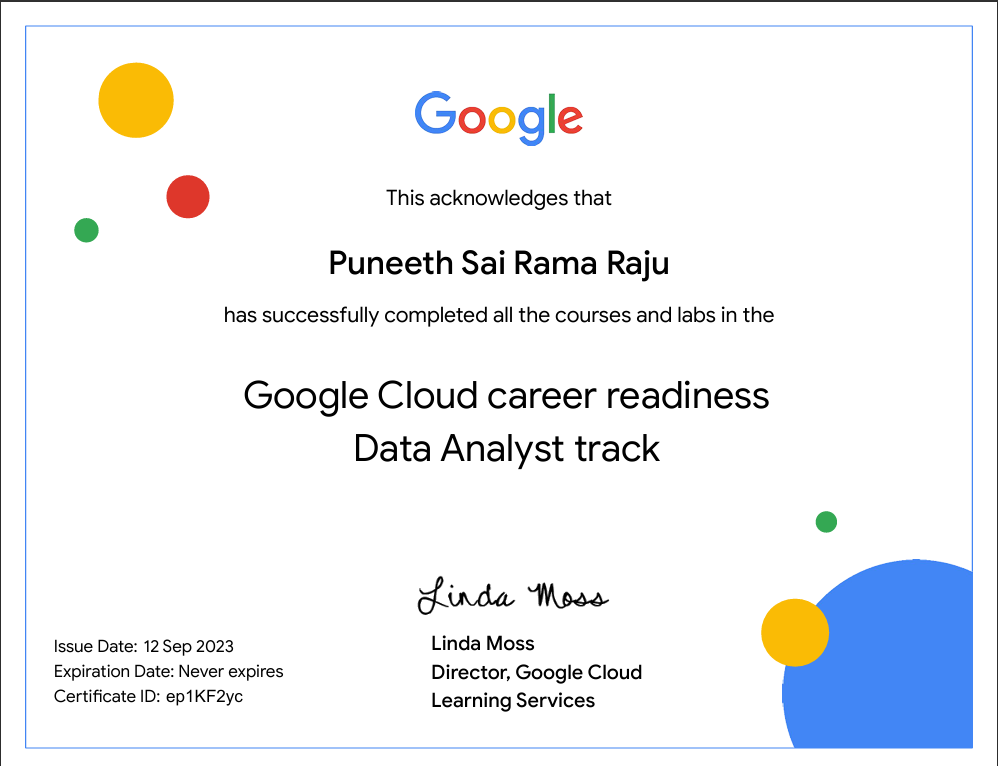 Google
This acknowledges that
Puneeth Sai Rama Raju
has successfully completed all the courses and labs in the
Google Cloud career readiness
Data Analyst track
Linda Moss
Linda Moss
Director, Google Cloud
Learning Services
Issue Date: 12 Sep 2023
Expiration Date: Never expires
Certificate ID: ep1KF2yc